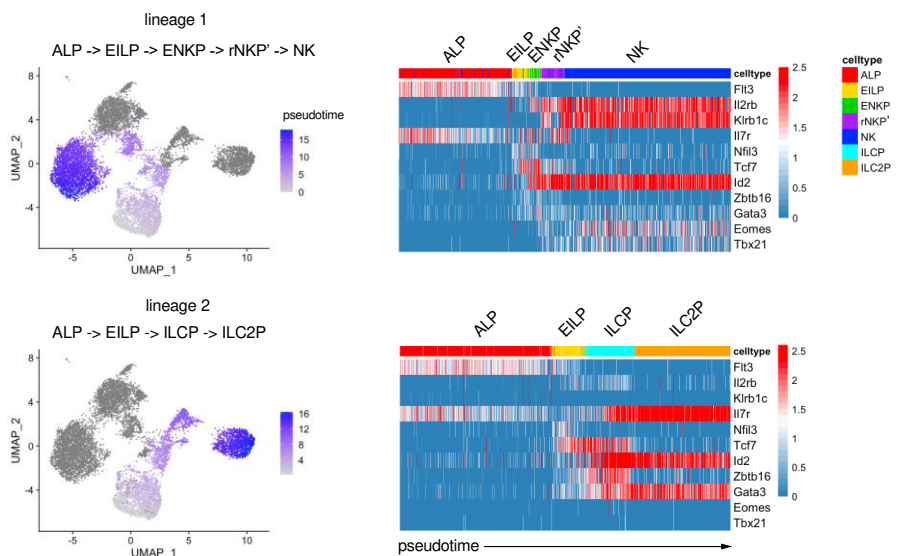 lineage 1
ALP -> EILP -> ENKP -> rNKP' -> NK
8
4
0
-4
UMAP_2
-5
0
5
10
UMAP_1
pseudotime
15
10
5
0
ALP
EILP
ENKP
rNKP'
NK
celltype
Flt3
Il2rb
Klrb1c
Il7r
Nfil3
Tcf7
Id2
Zbtb16
Gata3
Eomes
Tbx21
2.5
2
1.5
1
0.5
0
celltype
ALP
EILP
ENKP
rNKP'
NK
ILCP
ILC2P
lineage 2
ALP -> EILP -> ILCP -> ILC2P
8
4
0
-4
UMAP_2
-5
0
5
10
UMAP_1
16
12
8
4
ALP
EILP
ILCP
ILC2P
celltype
Flt3
Il2rb
Klrb1c
Il7r
Nfil3
Tcf7
Id2
Zbtb16
Gata3
Eomes
Tbx21
2.5
2
1.5
1
0.5
0
pseudotime